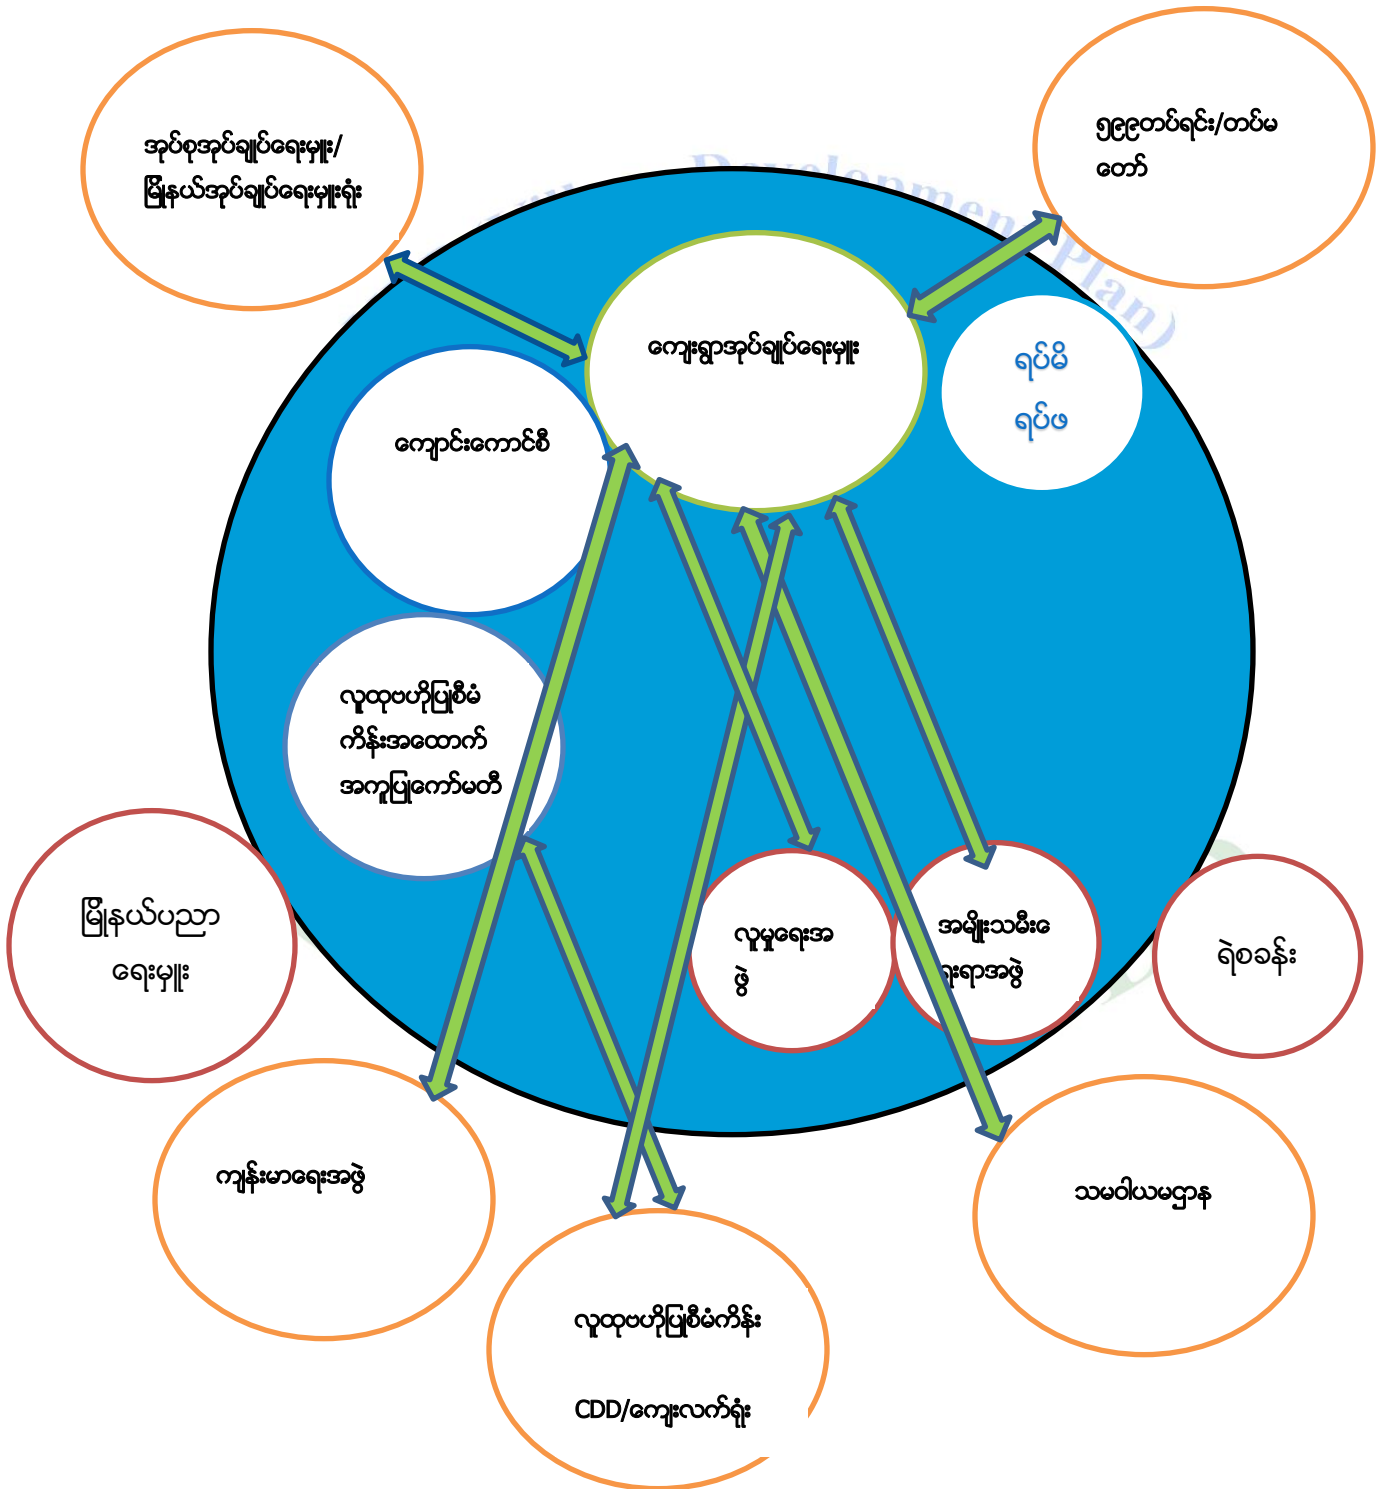 အုပ်စုအုပ်ချုပ်ရေးမှူး/
မြို့နယ်အုပ်ချုပ်ရေးမှူးရုံး
၅၉၉တပ်ရင်း/တပ်မ
တော်
Development Plan)
ကျေးရွာအုပ်ချုပ်ရေးမှူး
ရပ်မိ
ရပ်ဖ
ကျောင်းကောင်စီ
လူထုဗဟိုပြုစီမံ
ကိန်းအထောက်
အကူပြုကော်မတီ
မြို့နယ်ပညာ
ရေးမှူး
လူမှုရေးအ
ဖွဲ့
အမျိုးသမီးရေ
ရေးရာအဖွဲ့
ရဲစခန်း
ကျန်းမာရေးအဖွဲ့
သမဝါယမဌာန
လူထုဗဟိုပြုစီမံကိန်း
CDD/ကျေးလက်ရုံး